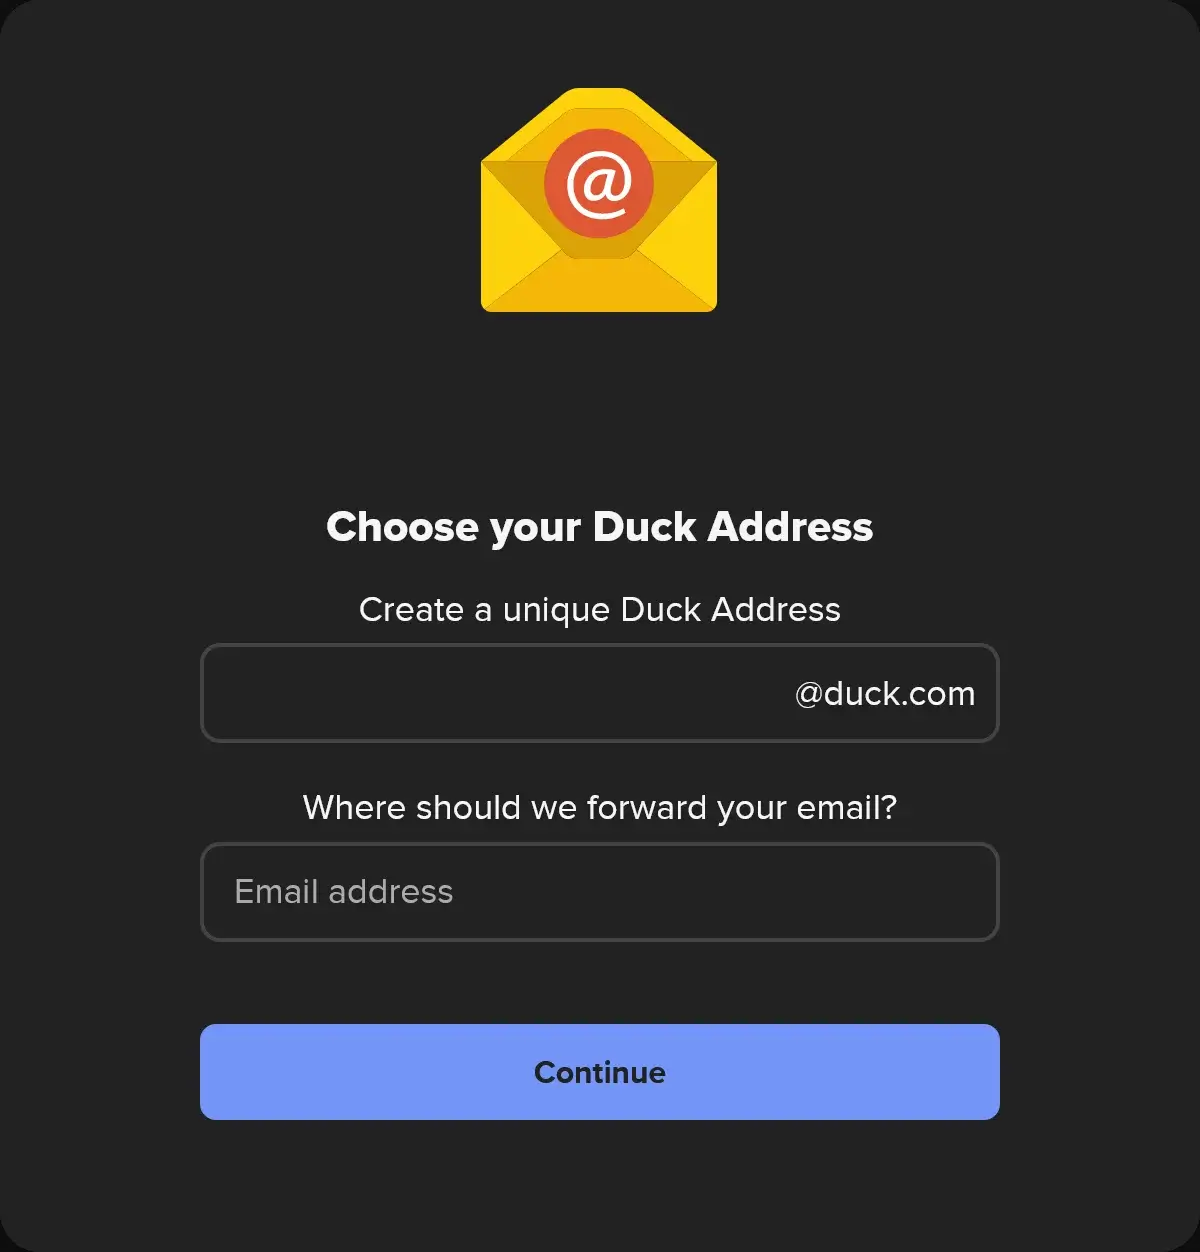 @
Choose your Duck Address
Create a unique Duck Address
@duck.com
Where should we forward your email?
Email address
Continue